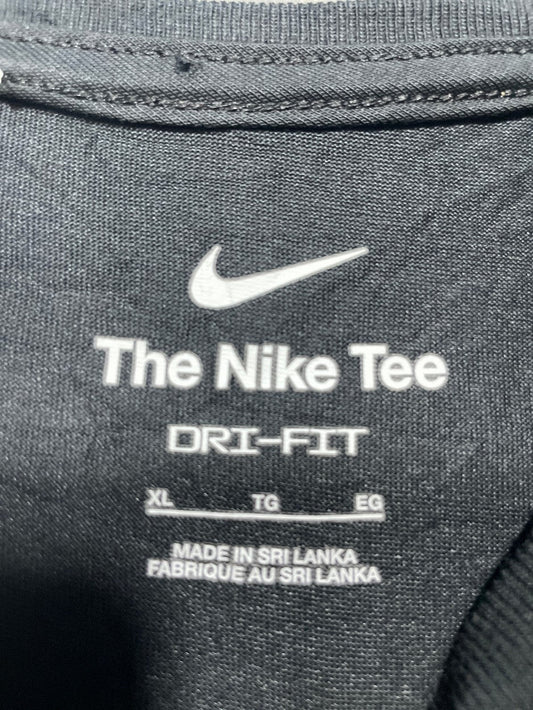 The Nike Tee
DRI-FIT
XL TG EG
MADE IN SRI LANKA
FABRIQUE AU SRI LANKA